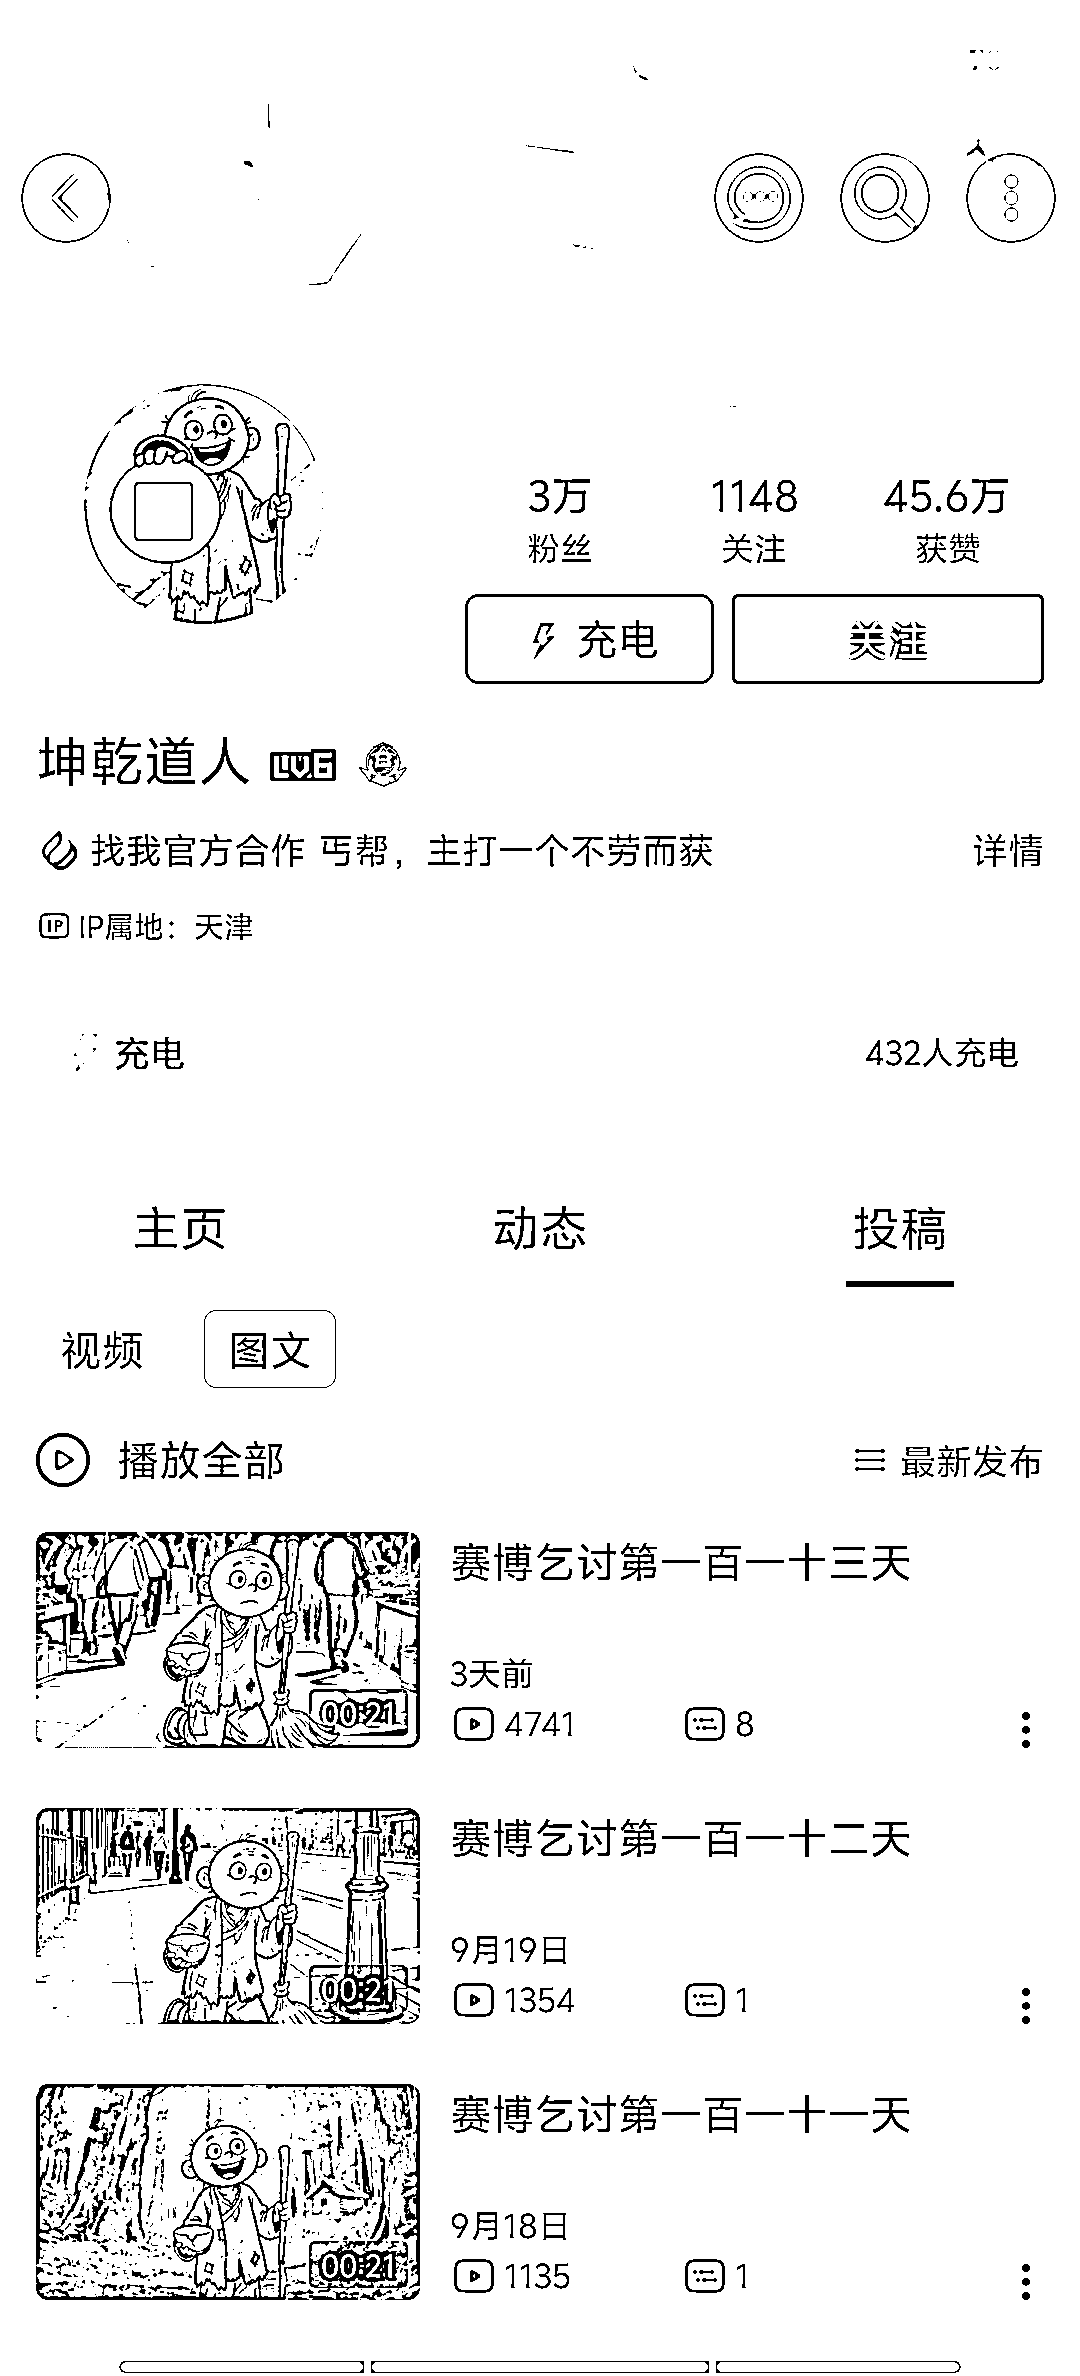 3万 1148 45.6万
粉丝 关注 获赞
充电 关注
坤乾道人 LV6
找我官方合作 丐帮，主打一个不劳而获 详情
IP IP属地：天津
充电 432人充电
主页 动态 投稿
视频 图文
播放全部 最新发布
赛博乞讨第一百一十三天
3天前
00:21 4741 8
赛博乞讨第一百一十二天
9月19日
00:21 1354 1
赛博乞讨第一百一十一天
9月18日
00:21 1135 1